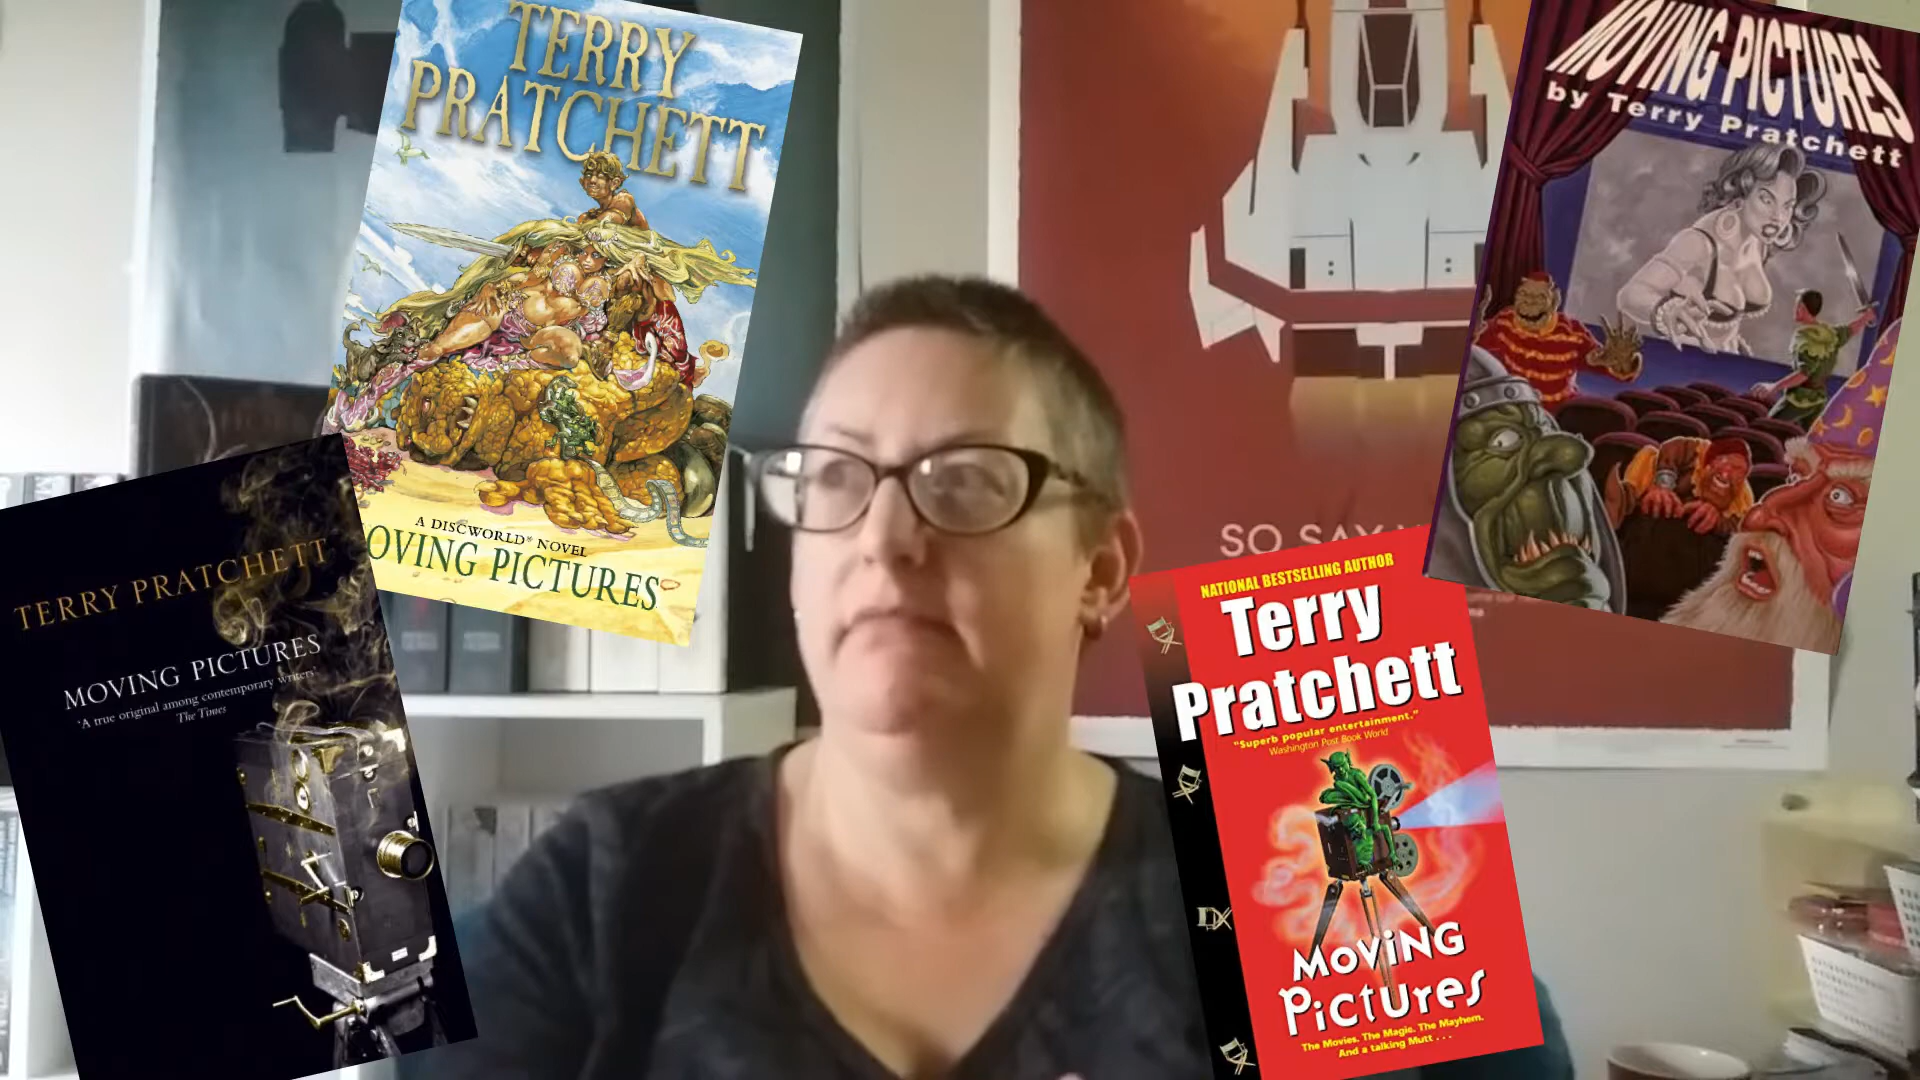 TERRY
PRATCHETT
A DISCWORLD® NOVEL
OVING PICTURES
TERRY PRATCHETT
MOVING PICTURES
'A true original among contemporary writers'
The Times
MOVING PICTURES
by Terry Pratchett
SO SAY
NATIONAL BESTSELLING AUTHOR
Terry
Pratchett
"Superb popular entertainment."
Washington Post Book World
MOVING
PICTURES
The Movies. The Magic. The Mayhem.
And a talking Mutt . . .